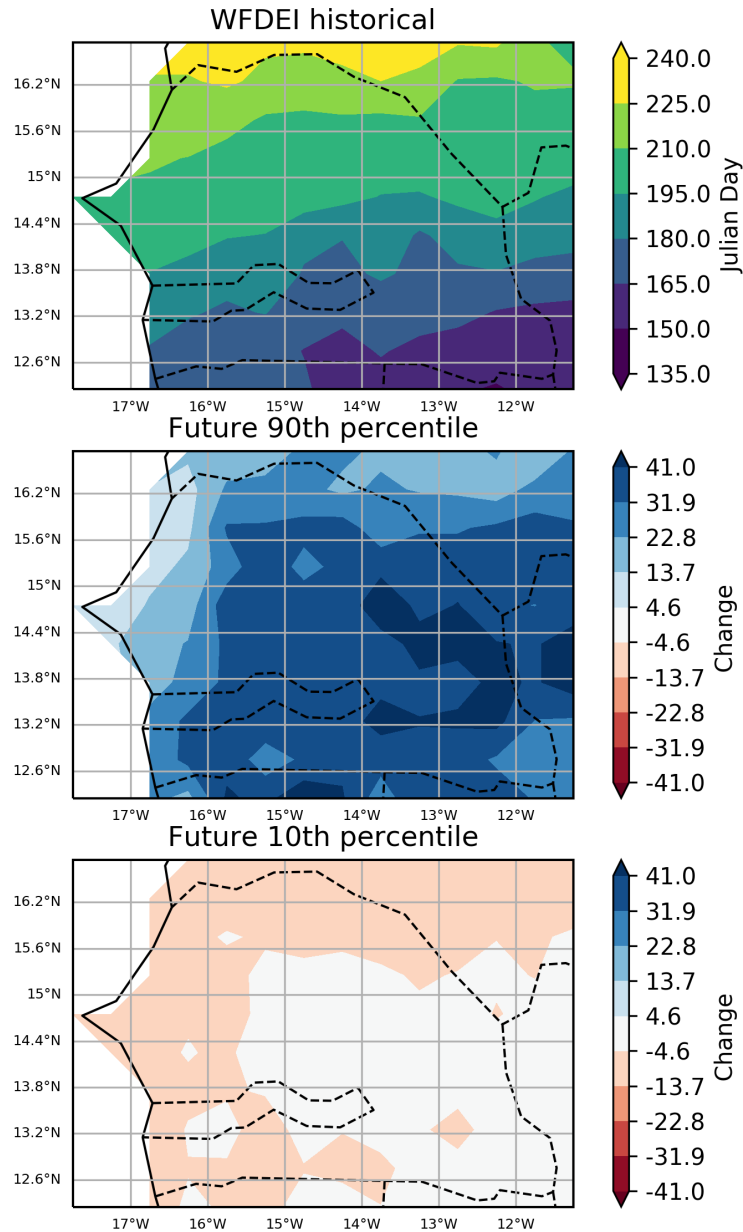 WFDEI historical
16.2°N
15.6°N
15°N
14.4°N
13.8°N
13.2°N
12.6°N
17°W 16°W 15°W 14°W 13°W 12°W
240.0
225.0
210.0
195.0
180.0
165.0
150.0
135.0
Julian Day
Future 90th percentile
16.2°N
15.6°N
15°N
14.4°N
13.8°N
13.2°N
12.6°N
17°W 16°W 15°W 14°W 13°W 12°W
41.0
31.9
22.8
13.7
4.6
-4.6
-13.7
-22.8
-31.9
-41.0
Change
Future 10th percentile
16.2°N
15.6°N
15°N
14.4°N
13.8°N
13.2°N
12.6°N
17°W 16°W 15°W 14°W 13°W 12°W
41.0
31.9
22.8
13.7
4.6
-4.6
-13.7
-22.8
-31.9
-41.0
Change